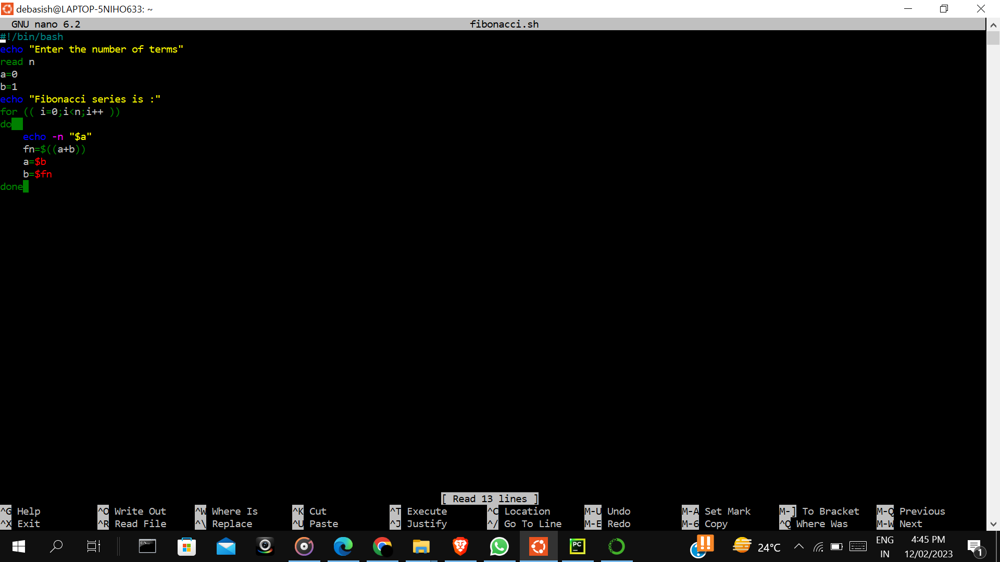 debasish@LAPTOP-5NIHO633: ~
GNU nano 6.2 fibonacci.sh
#!/bin/bash
echo "Enter the number of terms"
read n
a=0
b=1
echo "Fibonacci series is :"
for (( i=0;i<n;i++ ))
do
    echo -n "$a"
    fn=$((a+b))
    a=$b
    b=$fn
done
[ Read 13 lines ]
^G Help ^O Write Out ^W Where Is ^K Cut ^T Execute ^C Location M-U Undo M-A Set Mark M-] To Bracket M-Q Previous
^X Exit ^R Read File ^\ Replace ^U Paste ^J Justify ^/ Go To Line M-E Redo M-6 Copy ^Q Where Was M-W Next
PC 24°C ENG 4:45 PM
IN 12/02/2023 1